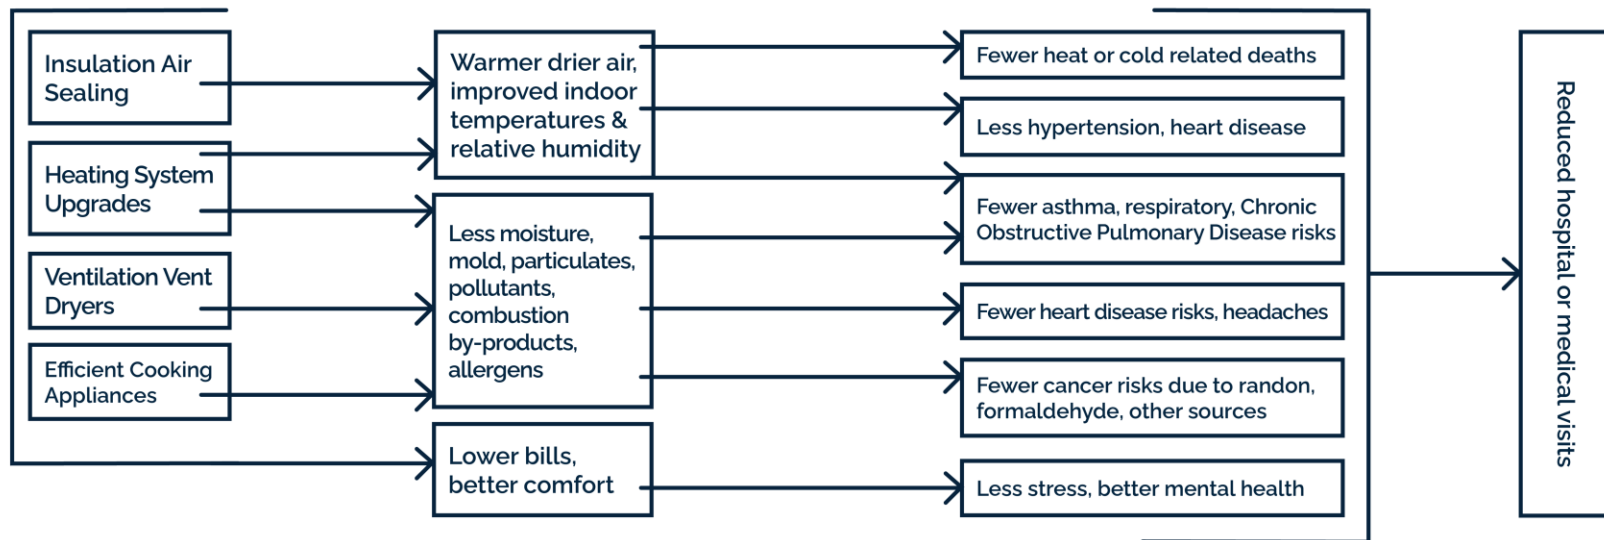 Insulation Air
Sealing
Heating System
Upgrades
Ventilation Vent
Dryers
Efficient Cooking
Appliances
Warmer drier air,
improved indoor
temperatures &
relative humidity
Less moisture,
mold, particulates,
pollutants,
combustion
by-products,
allergens
Lower bills,
better comfort
Fewer heat or cold related deaths
Less hypertension, heart disease
Fewer asthma, respiratory, Chronic
Obstructive Pulmonary Disease risks
Fewer heart disease risks, headaches
Fewer cancer risks due to randon,
formaldehyde, other sources
Less stress, better mental health
Reduced hospital or medical visits